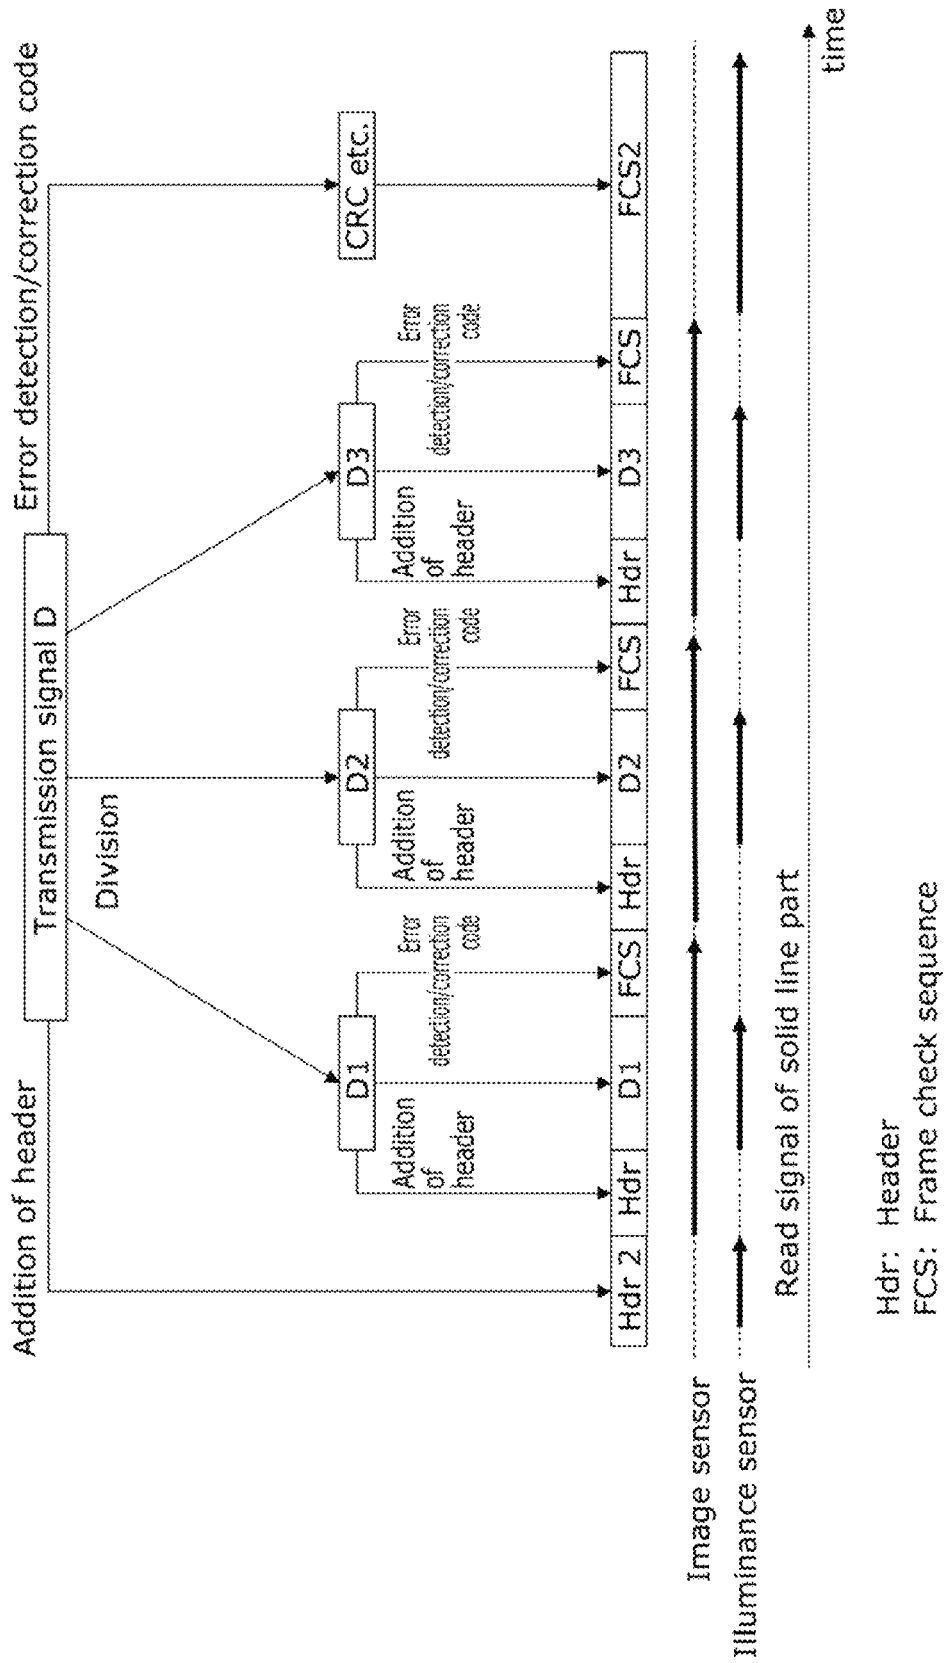 Addition of header
Error detection/correction code
Transmission signal D
Division
D1
D2
D3
CRC etc.
Addition
of
header
Error
detection/correction
code
Addition
of
header
Error
detection/correction
code
Addition
of
header
Error
detection/correction
code
Hdr 2
Hdr
D1
FCS
Hdr
D2
FCS
Hdr
D3
FCS
FCS2
Image sensor
Illuminance sensor
Read signal of solid line part
time
Hdr: Header
FCS: Frame check sequence